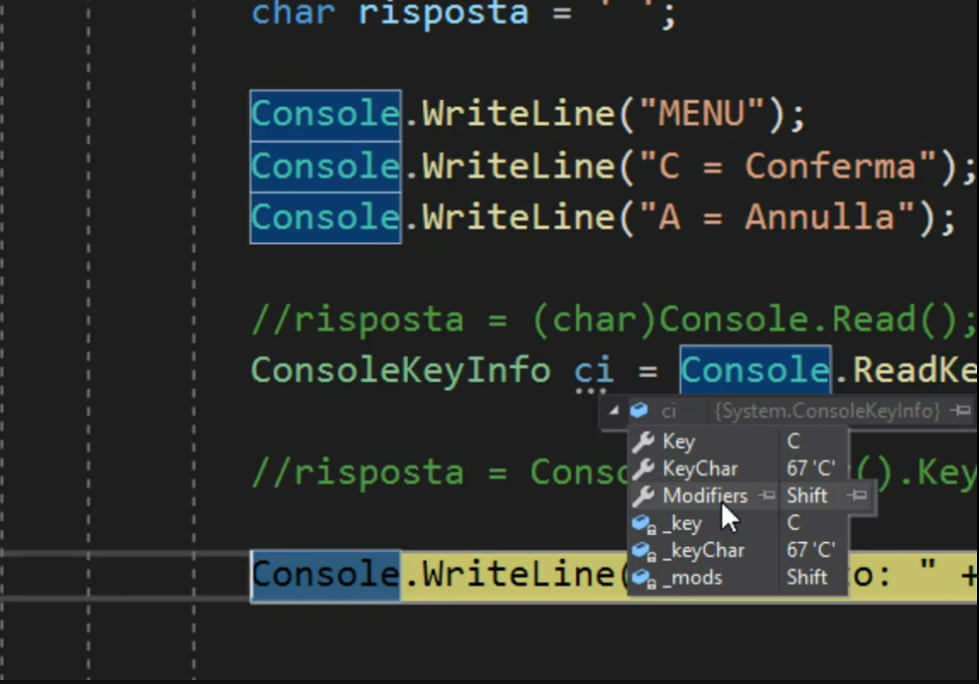 char risposta = ' ';
Console.WriteLine("MENU");
Console.WriteLine("C = Conferma");
Console.WriteLine("A = Annulla");
//risposta = (char)Console.Read();
ConsoleKeyInfo ci = Console.ReadKe
ci {System.ConsoleKeyInfo}
Key C
KeyChar 67 'C'
//risposta = Conso ().Key
Modifiers Shift
_key C
_keyChar 67 'C'
Console.WriteLine( o: " +
_mods Shift